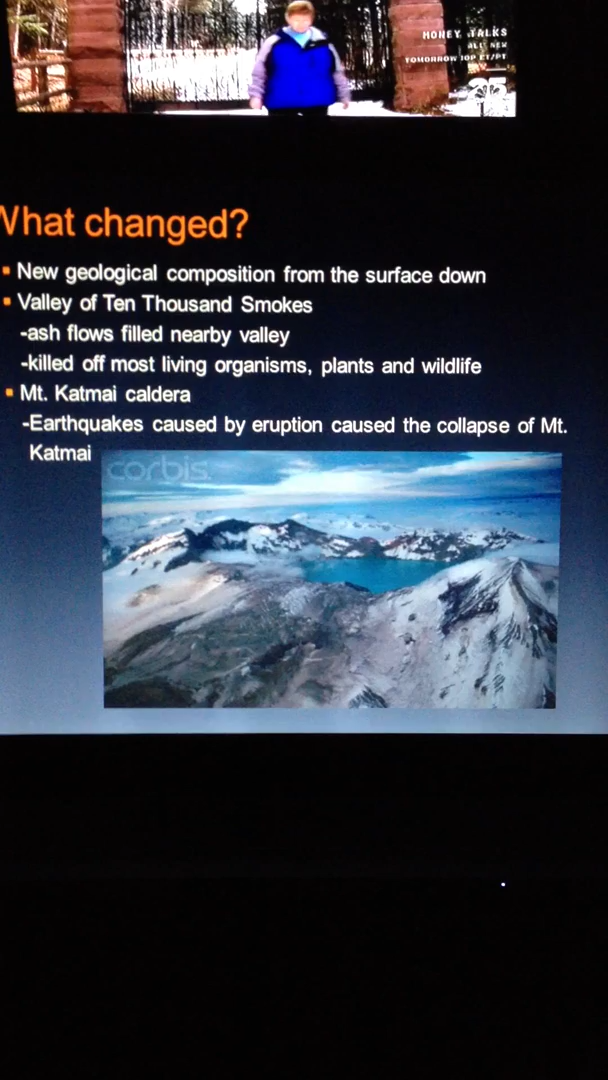 MONEY TALKS
ALL NEW
TOMORROW 10P ET/PT
What changed?
▪ New geological composition from the surface down
▪ Valley of Ten Thousand Smokes
-ash flows filled nearby valley
-killed off most living organisms, plants and wildlife
▪ Mt. Katmai caldera
-Earthquakes caused by eruption caused the collapse of Mt.
Katmai
corbis.